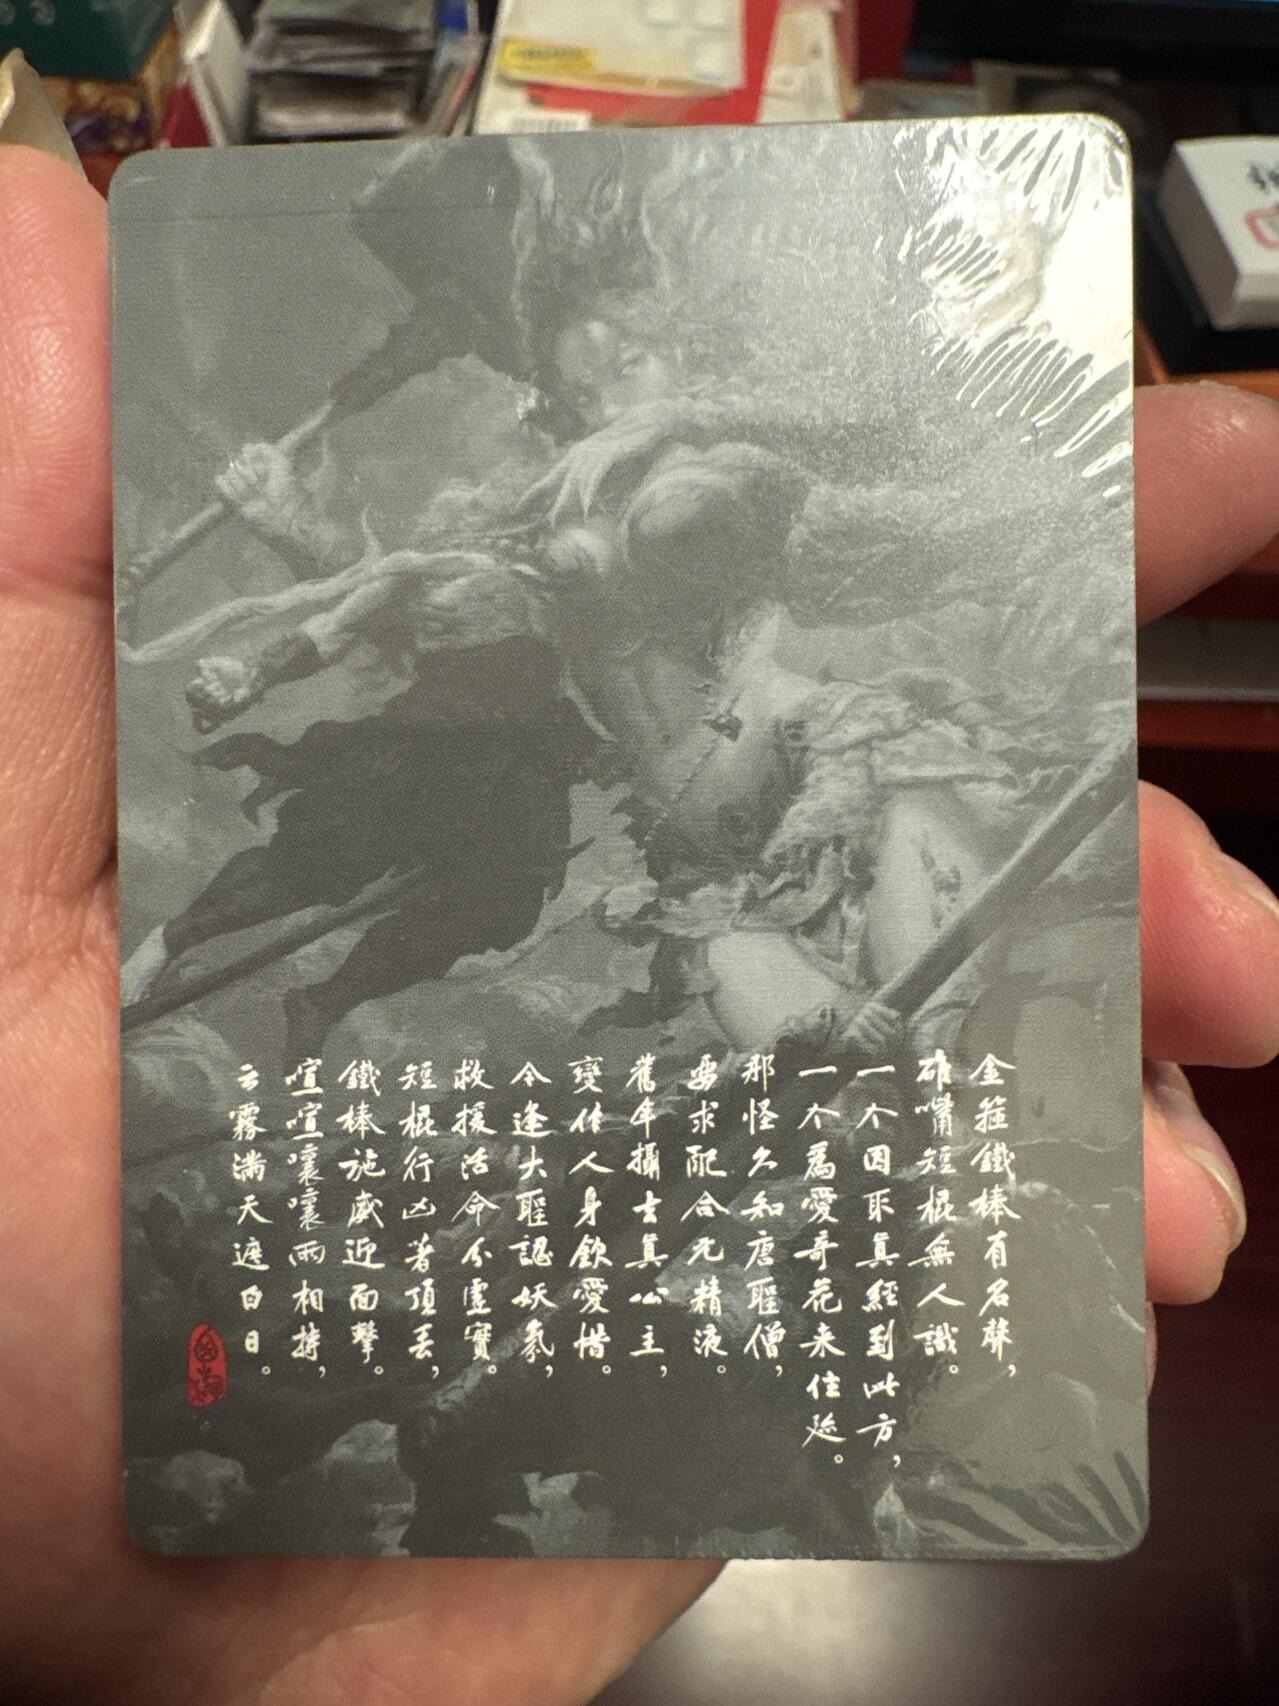 金箍鐵棒有名聲，
碓嘴短棍無人識。
一个因取真經到此方，
一个爲愛奇花来住迹。
那怪久知唐聖僧，
要求配合元精液。
舊年攝去真公主，
變作人身欽愛惜。
今逢大聖認妖氛，
救援活命分虛實。
短棍行凶著頂丢，
鐵棒施威迎面擊。
喧喧嚷嚷兩相持，
云霧滿天遮白日。